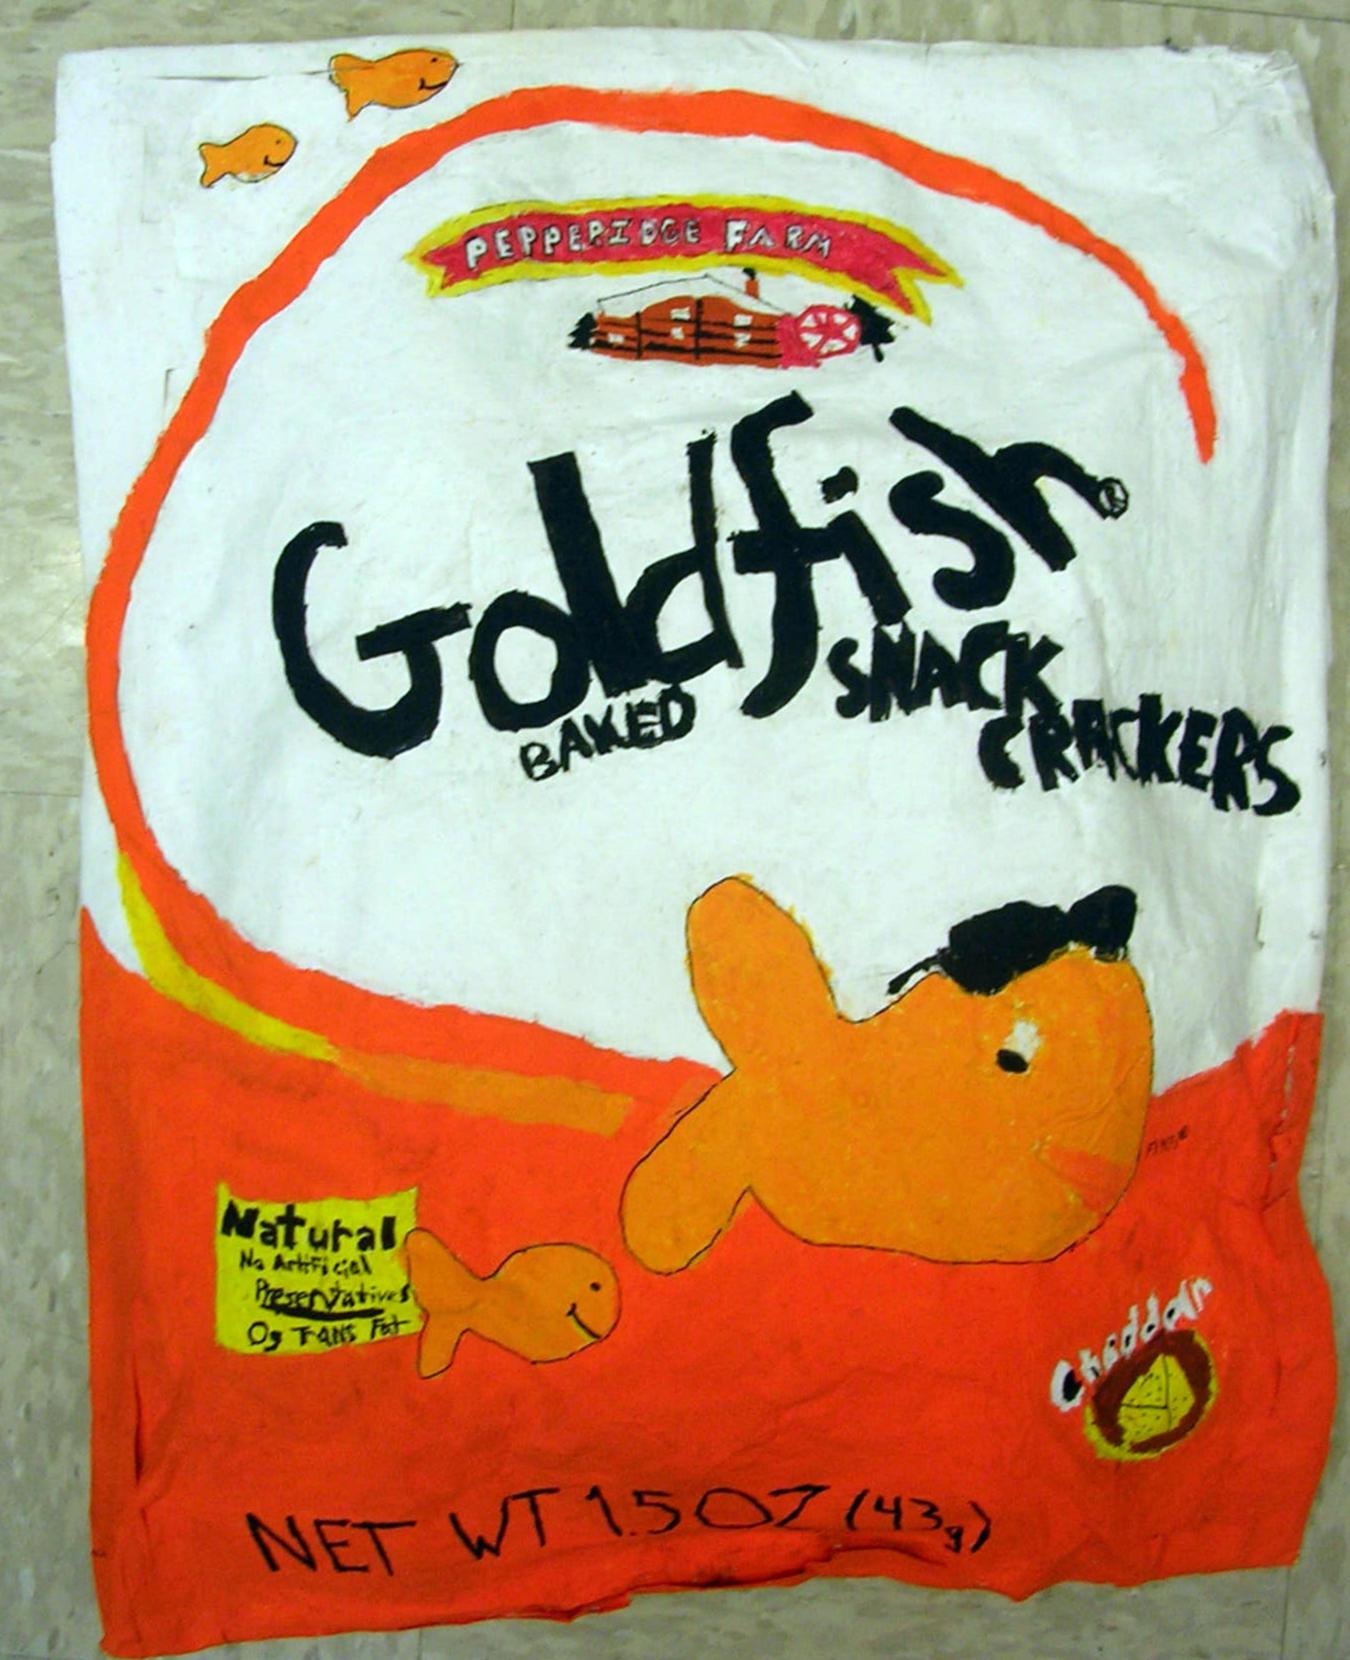 PEPPERIDGE FARM
Goldfish®
BAKED SNACK
CRACKERS
Natural
No Artificial
Preservatives
0g TRANS Fat
Cheddar
NET WT 1.5 OZ (43g)